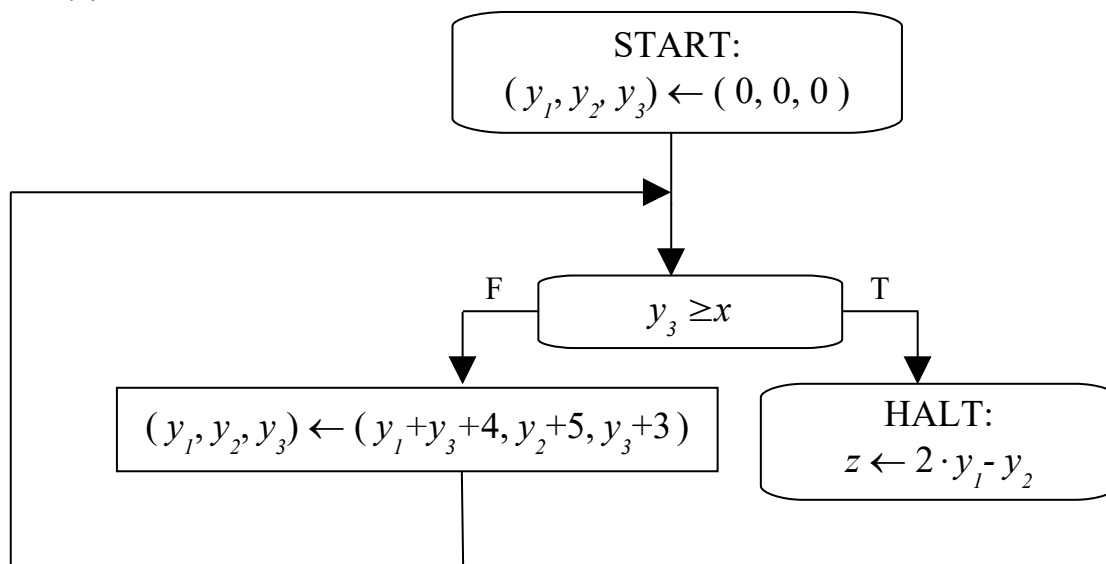 START:
( y₁, y₂, y₃) ← ( 0, 0, 0 )
F
T
y₃ ≥x
( y₁, y₂, y₃) ← ( y₁+y₃+4, y₂+5, y₃+3 )
HALT:
z ← 2 · y₁- y₂